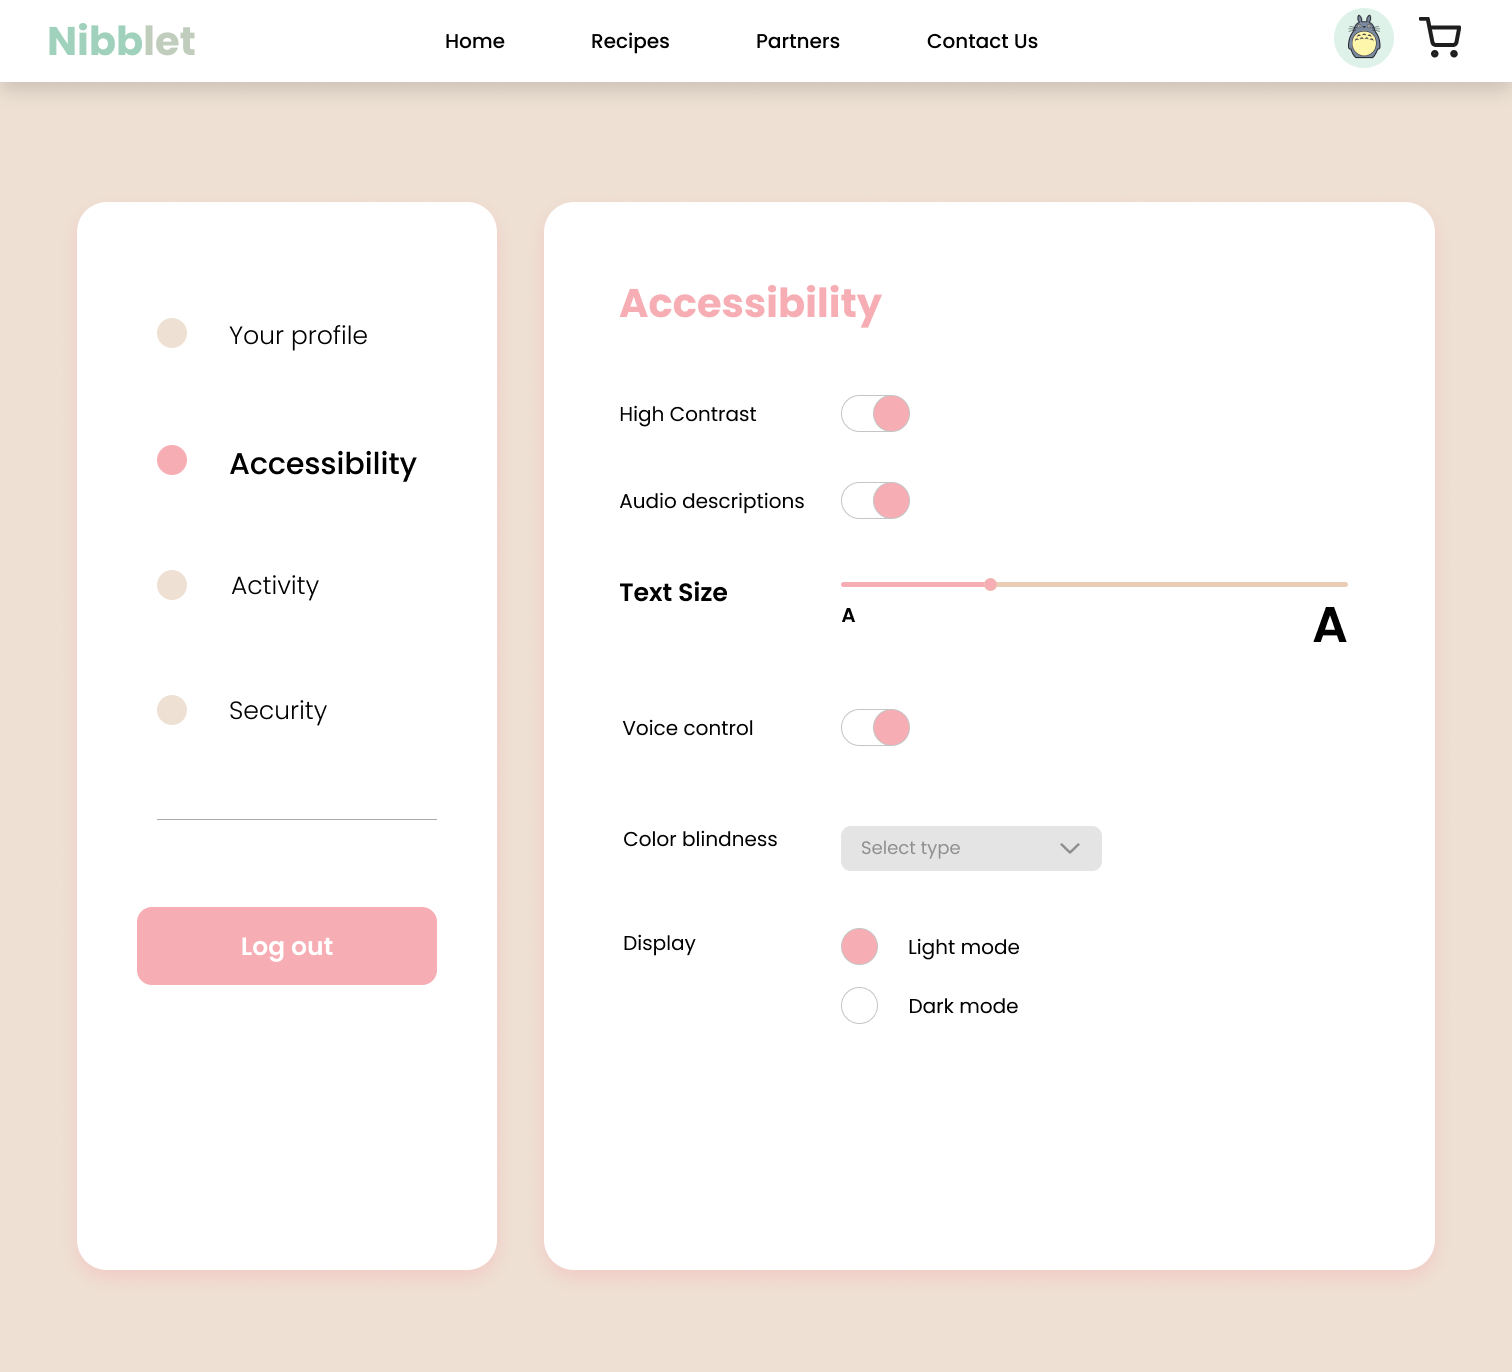 Nibblet
Home
Recipes
Partners
Contact Us
Your profile
Accessibility
Activity
Security
Log out
Accessibility
High Contrast
Audio descriptions
Text Size
A
A
Voice control
Color blindness
Select type
Display
Light mode
Dark mode